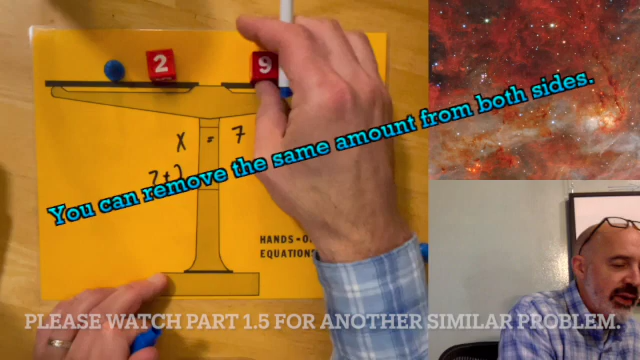 2 9
You can remove the same amount from both sides.
X = 7
HANDS-O
EQUATION
PLEASE WATCH PART 1.5 FOR ANOTHER SIMILAR PROBLEM.